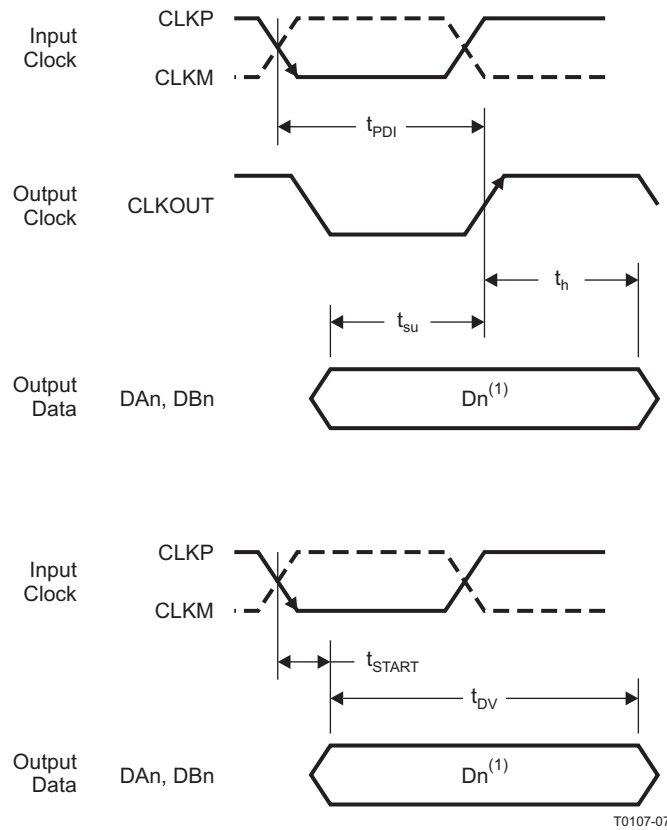 Input
Clock
CLKP
CLKM
t_PDI
Output
Clock
CLKOUT
t_h
t_su
Output
Data
DAn, DBn
Dn^(1)
Input
Clock
CLKP
CLKM
t_START
t_DV
Output
Data
DAn, DBn
Dn^(1)
T0107-07